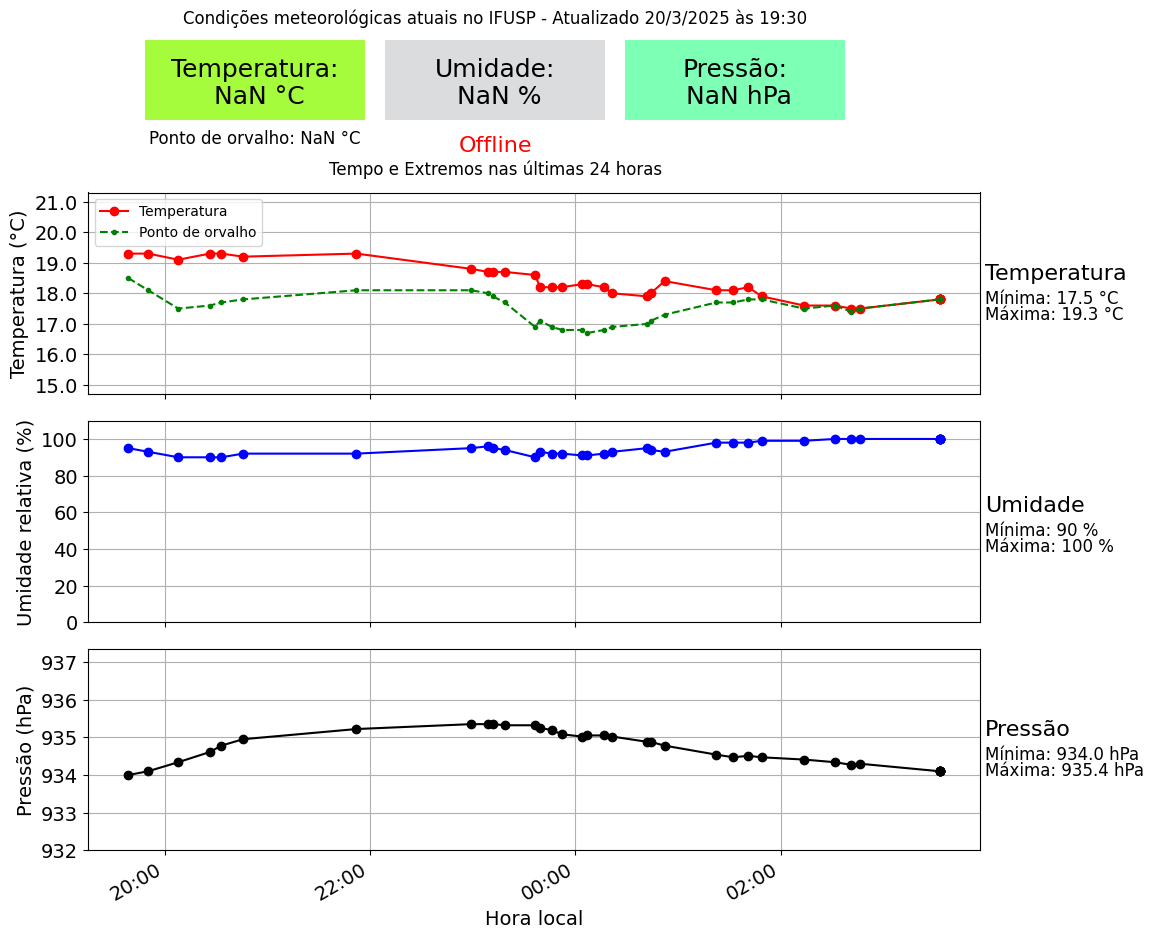 Condições meteorológicas atuais no IFUSP - Atualizado 20/3/2025 às 19:30
Temperatura:
NaN °C
Umidade:
NaN %
Pressão:
NaN hPa
Ponto de orvalho: NaN °C
Offline
Tempo e Extremos nas últimas 24 horas
Temperatura (°C)
21.0
20.0
19.0
18.0
17.0
16.0
15.0
Temperatura
Ponto de orvalho
Temperatura
Mínima: 17.5 °C
Máxima: 19.3 °C
Umidade relativa (%)
100
80
60
40
20
0
Umidade
Mínima: 90 %
Máxima: 100 %
Pressão (hPa)
937
936
935
934
933
932
Pressão
Mínima: 934.0 hPa
Máxima: 935.4 hPa
20:00
22:00
00:00
02:00
Hora local